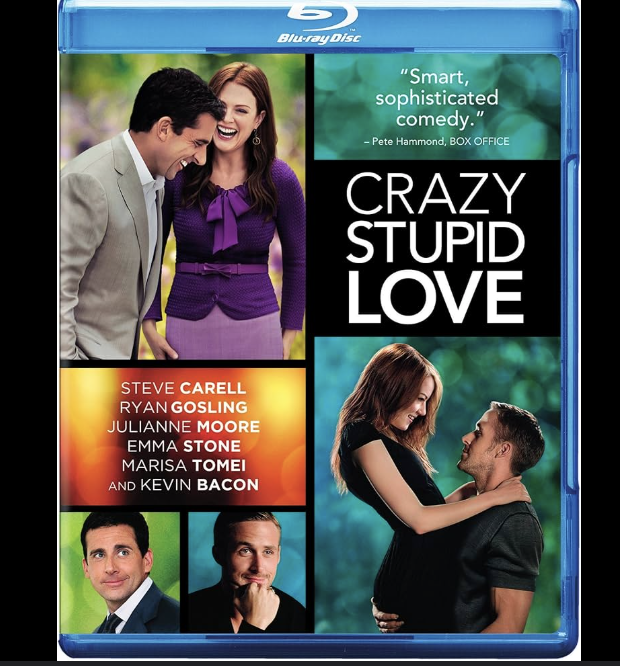 Blu-ray Disc
“Smart,
sophisticated
comedy.”
– Pete Hammond, BOX OFFICE
CRAZY
STUPID
LOVE
STEVE CARELL
RYAN GOSLING
JULIANNE MOORE
EMMA STONE
MARISA TOMEI
AND KEVIN BACON